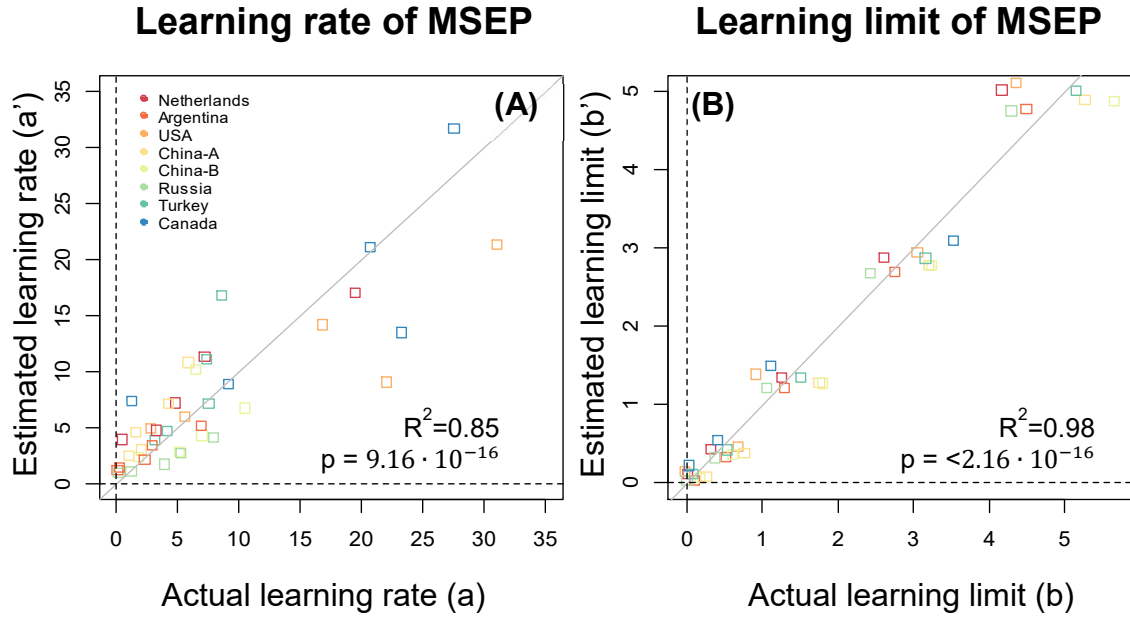 Learning rate of MSEP
Learning limit of MSEP
Estimated learning rate (a')
0 5 10 15 20 25 30 35
(A)
Netherlands
Argentina
USA
China-A
China-B
Russia
Turkey
Canada
R²=0.85
p = 9.16 · 10⁻¹⁶
0 5 10 15 20 25 30 35
Actual learning rate (a)
Estimated learning limit (b')
0 1 2 3 4 5
(B)
R²=0.98
p = <2.16 · 10⁻¹⁶
0 1 2 3 4 5
Actual learning limit (b)